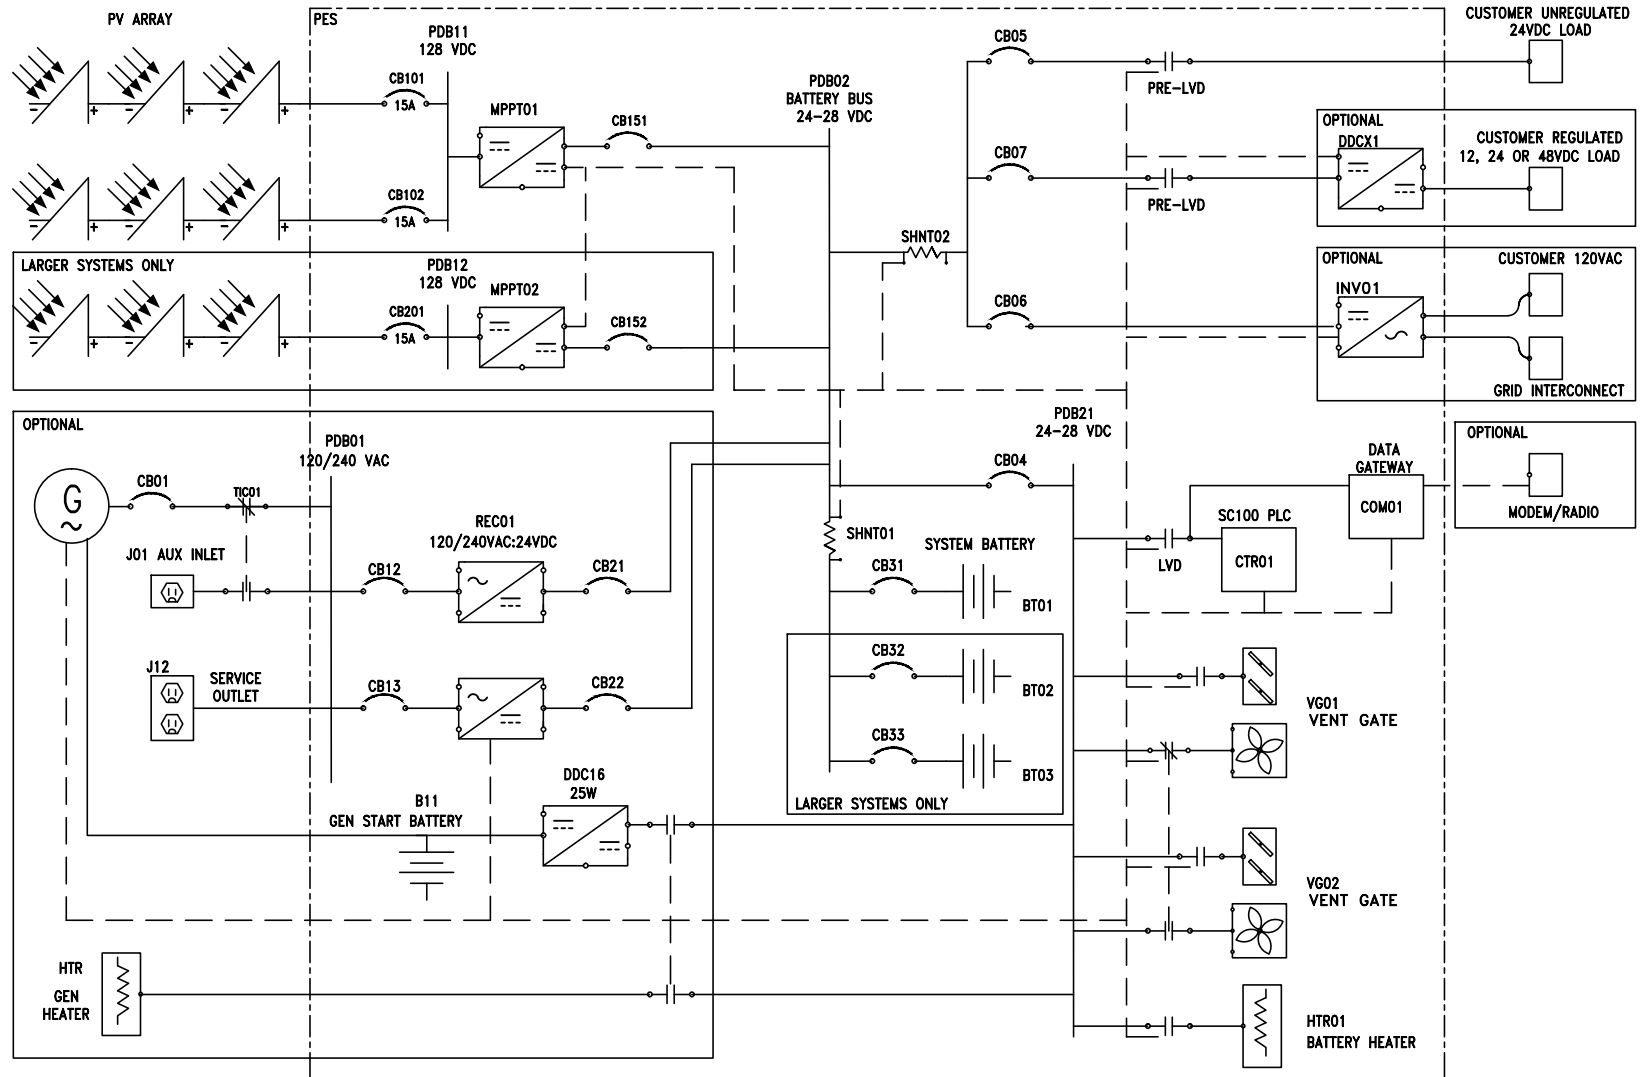 PV ARRAY
PES
PDB11
128 VDC
CB101
15A
MPPT01
CB151
CB102
15A
PDB02
BATTERY BUS
24-28 VDC
CB05
PRE-LVD
CUSTOMER UNREGULATED
24VDC LOAD
CB07
PRE-LVD
OPTIONAL
DDCX1
CUSTOMER REGULATED
12, 24 OR 48VDC LOAD
SHNT02
CB06
OPTIONAL
CUSTOMER 120VAC
INV01
GRID INTERCONNECT
LARGER SYSTEMS ONLY
PDB12
128 VDC
CB201
15A
MPPT02
CB152
OPTIONAL
PDB01
120/240 VAC
G
CB01
TIC01
J01 AUX INLET
REC01
120/240VAC:24VDC
CB12
CB21
J12
SERVICE
OUTLET
CB13
CB22
DDC16
25W
B11
GEN START BATTERY
HTR
GEN
HEATER
PDB21
24-28 VDC
CB04
SHNT01
SYSTEM BATTERY
CB31
BT01
CB32
BT02
CB33
BT03
LARGER SYSTEMS ONLY
DATA
GATEWAY
COM01
SC100 PLC
CTR01
LVD
OPTIONAL
MODEM/RADIO
VG01
VENT GATE
VG02
VENT GATE
HTR01
BATTERY HEATER